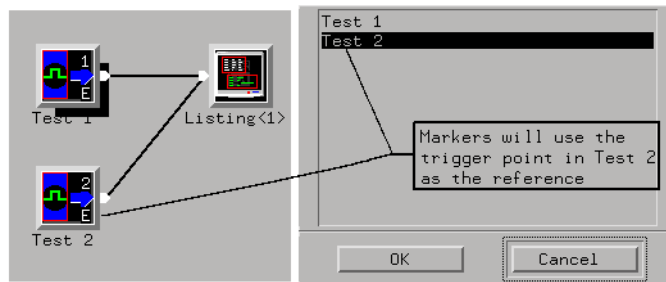 1
E
Test 1
Listing<1>
2
E
Test 2
Test 1
Test 2
Markers will use the
trigger point in Test 2
as the reference
OK
Cancel